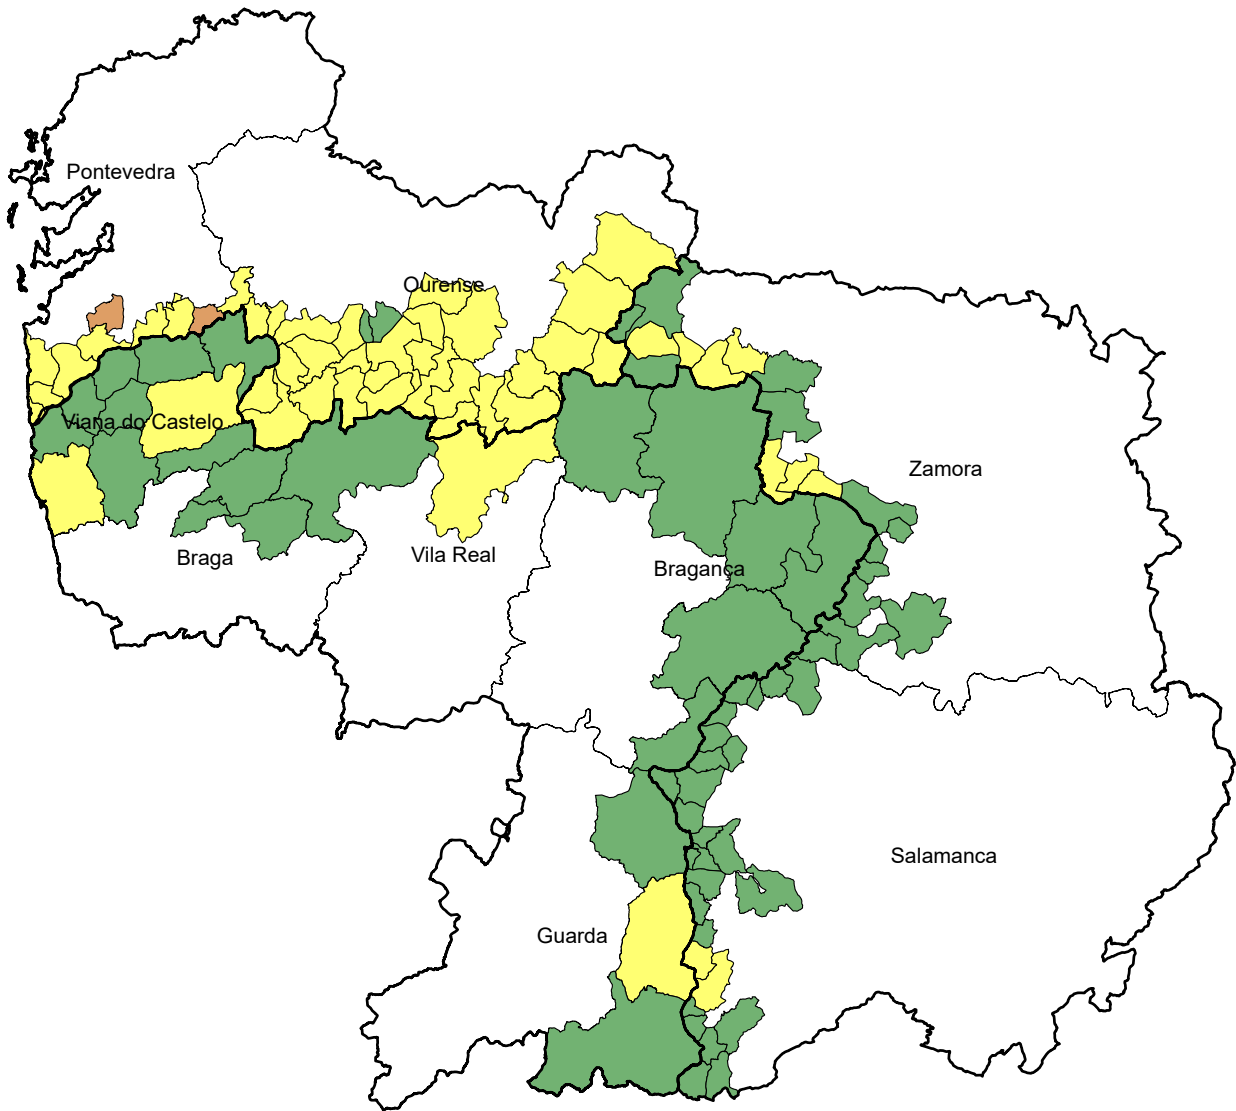 Pontevedra
Ourense
Viana do Castelo
Zamora
Braga
Vila Real
Bragança
Salamanca
Guarda